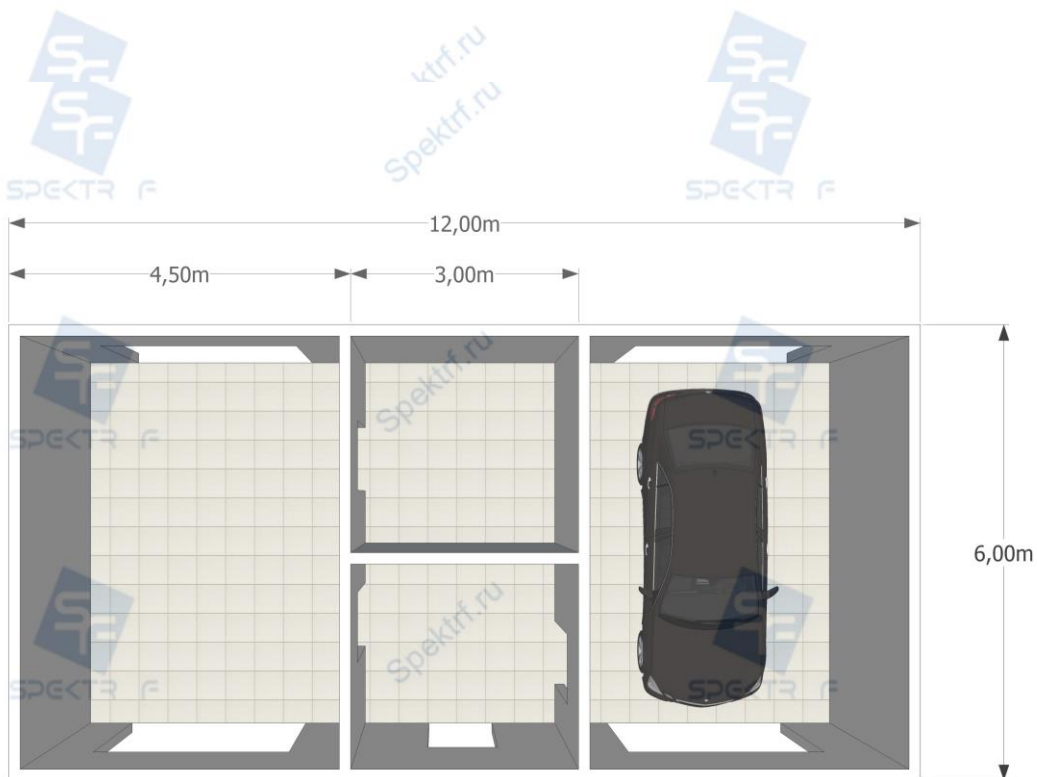 ktrf.ru
Spektrf.ru
SPEKTR F
SPEKTR F
12,00m
4,50m
3,00m
Spektrf.ru
SPEKTR F
SPEKTR F
6,00m
Spektrf.ru
SPEKTR F
SPEKTR F